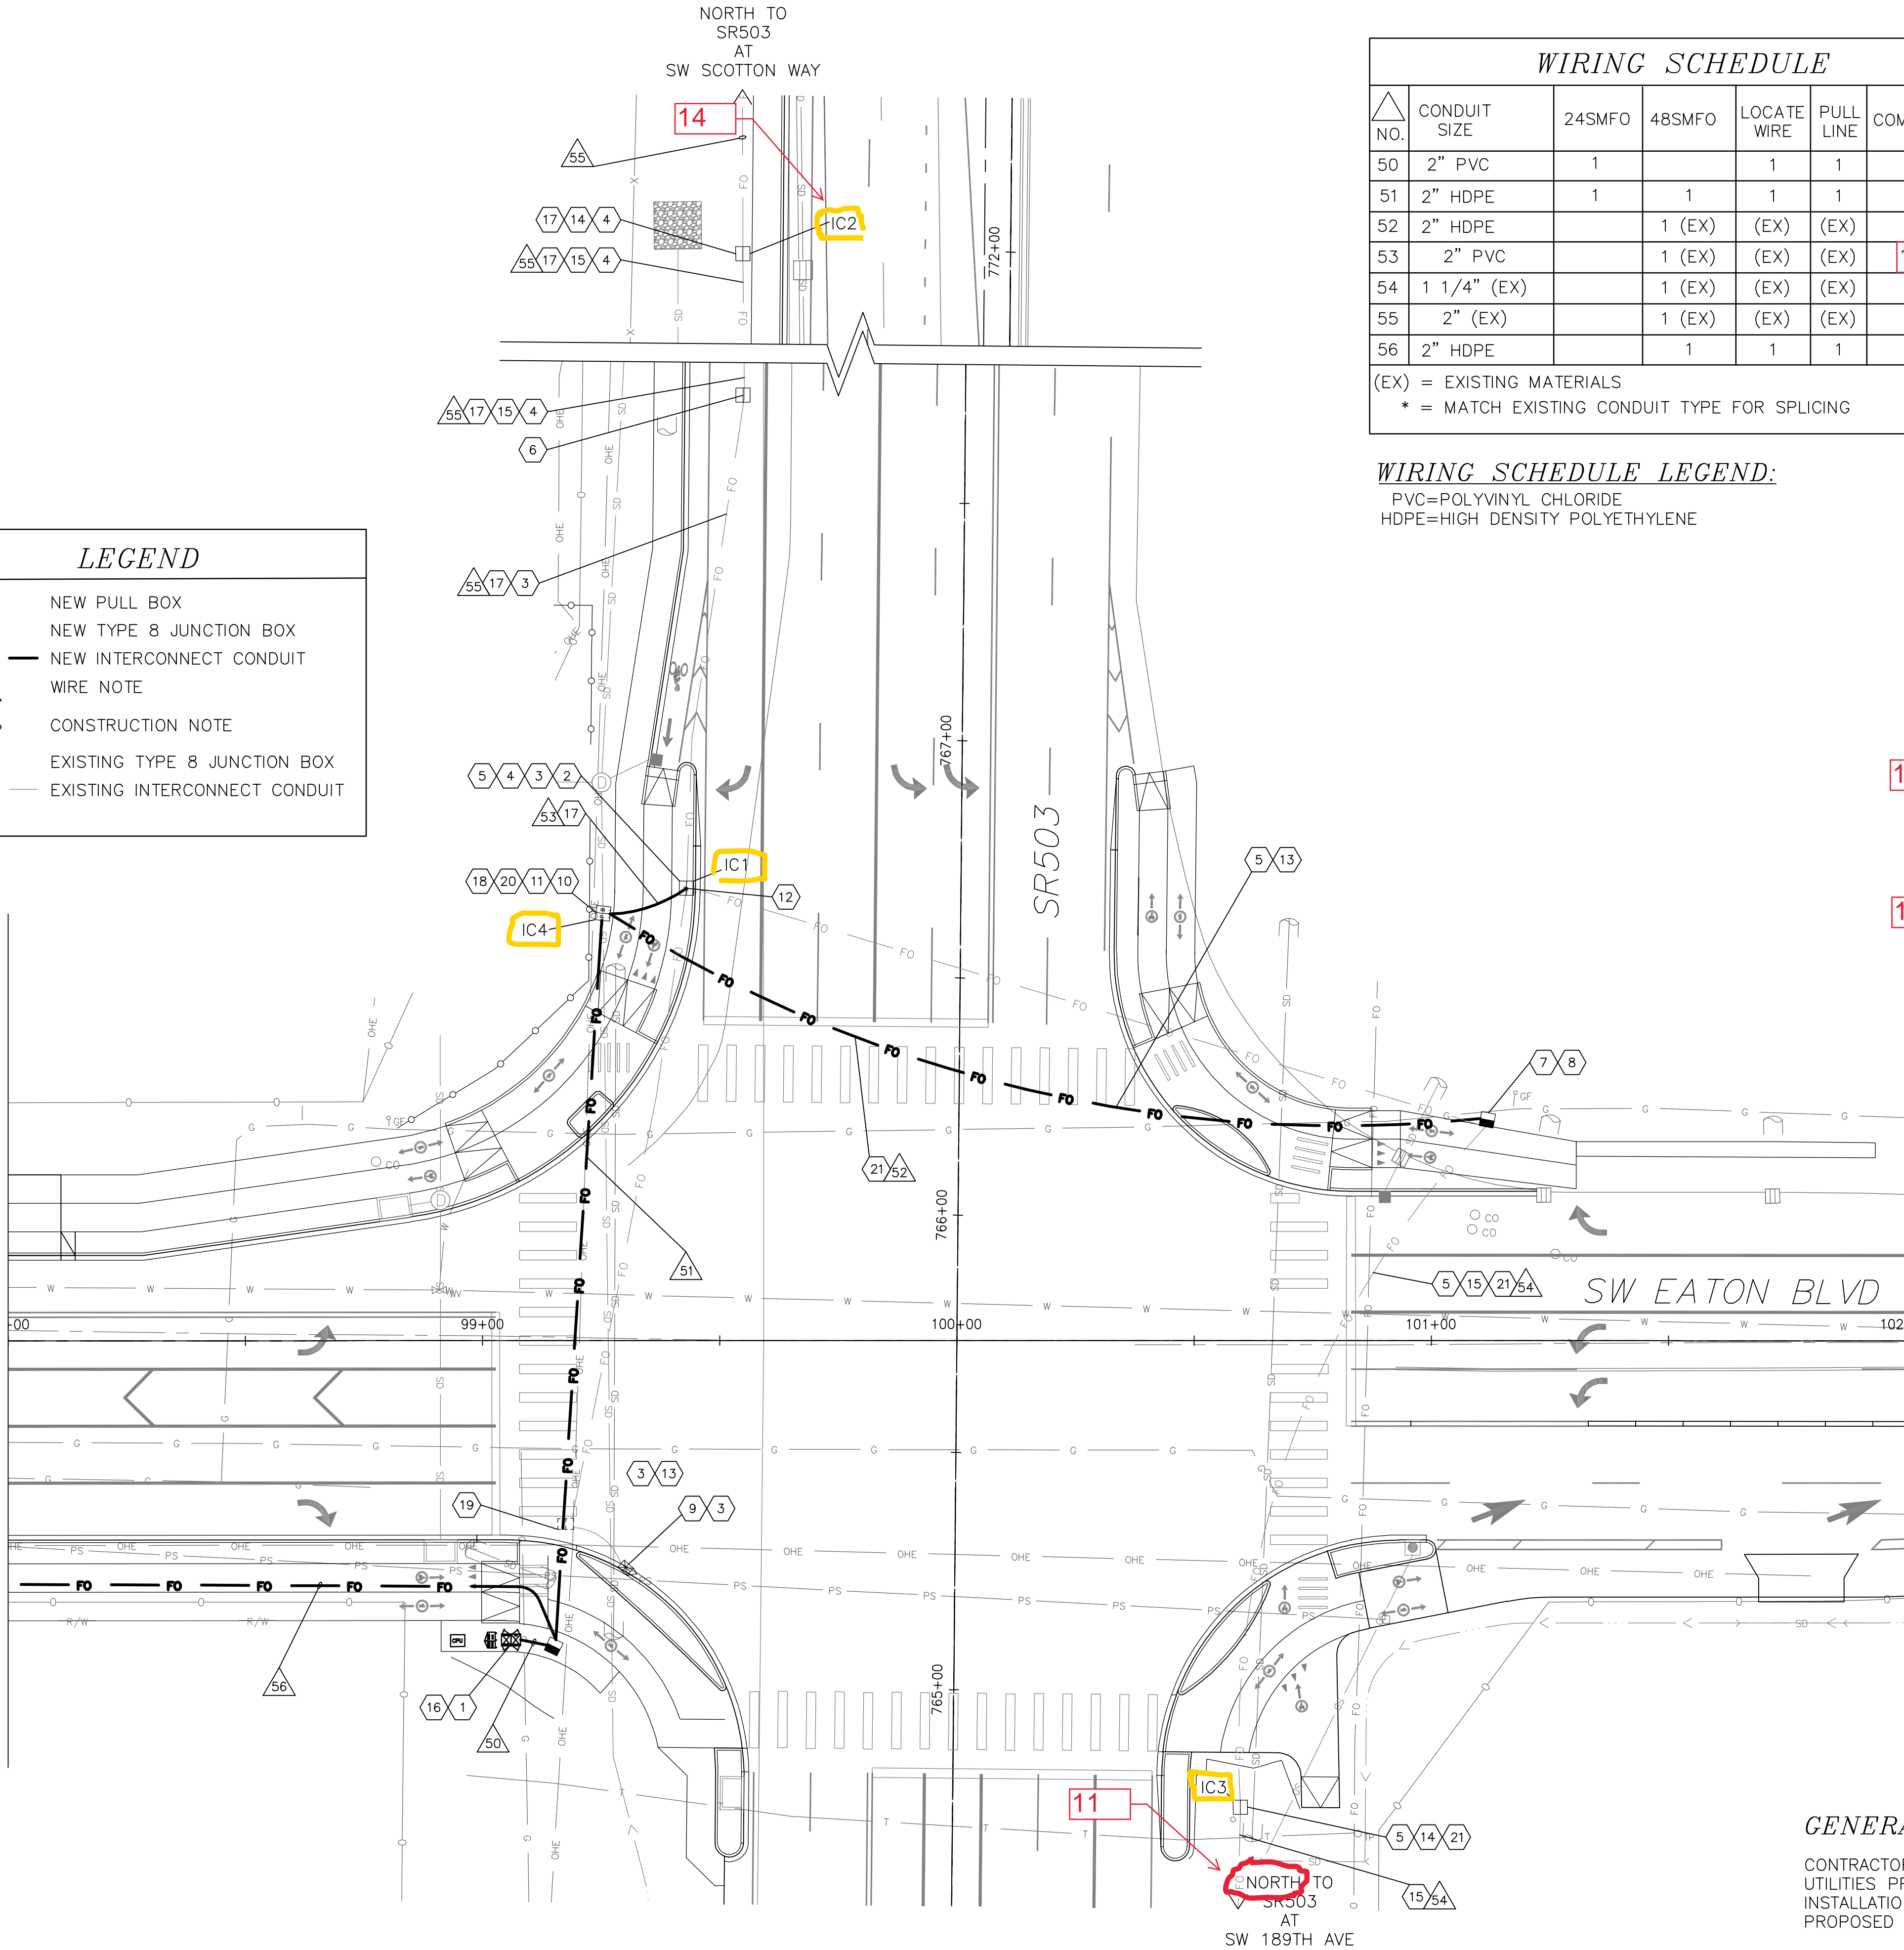 NORTH TO
SR503
AT
SW SCOTTON WAY
14
55
17 14 4
IC2
55 17 15 4
772+00
WIRING SCHEDULE
NO. CONDUIT SIZE 24SMFO 48SMFO LOCATE WIRE PULL LINE
50 2" PVC 1 1 1
51 2" HDPE 1 1 1 1
52 2" HDPE 1 (EX) (EX) (EX)
53 2" PVC 1 (EX) (EX) (EX)
54 1 1/4" (EX) 1 (EX) (EX) (EX)
55 2" (EX) 1 (EX) (EX) (EX)
56 2" HDPE 1 1 1
(EX) = EXISTING MATERIALS
* = MATCH EXISTING CONDUIT TYPE FOR SPLICING
WIRING SCHEDULE LEGEND:
PVC=POLYVINYL CHLORIDE
HDPE=HIGH DENSITY POLYETHYLENE
55 17 15 4
6
55 17 3
LEGEND
NEW PULL BOX
NEW TYPE 8 JUNCTION BOX
NEW INTERCONNECT CONDUIT
WIRE NOTE
CONSTRUCTION NOTE
EXISTING TYPE 8 JUNCTION BOX
EXISTING INTERCONNECT CONDUIT
767+00
SR503
5 4 3 2
53 17
IC1
18 20 11 10
12
IC4
5 13
7 8
21 52
766+00
51
5 15 21 54
SW EATON BLVD
99+00
100+00
101+00
3 13
19
9 3
56
16 1
50
CPU
765+00
IC3
11
5 14 21
15 54
NORTH TO
SR503
AT
SW 189TH AVE